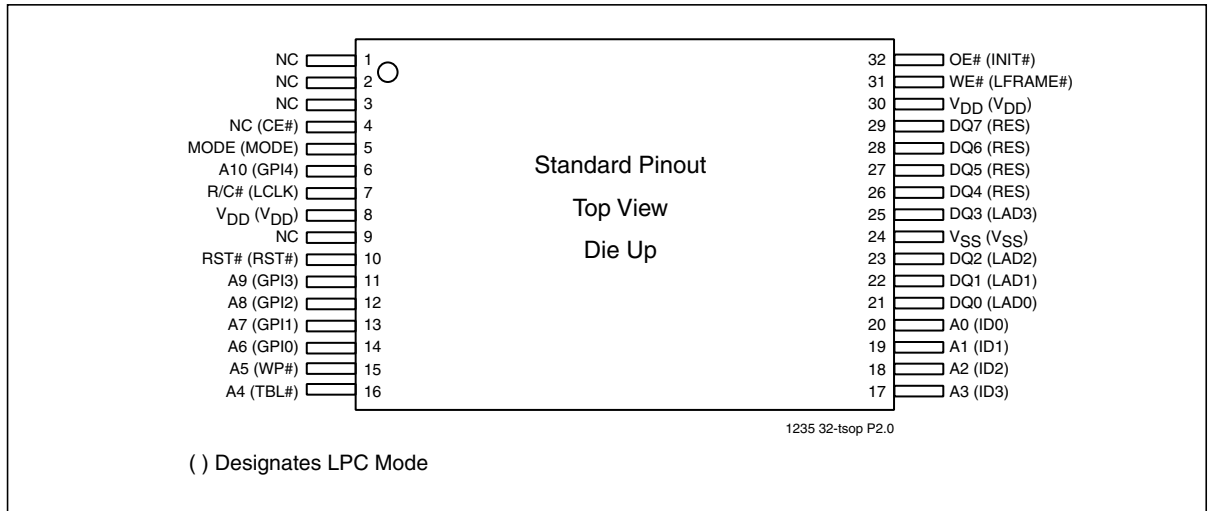 NC 1
NC 2
NC 3
NC (CE#) 4
MODE (MODE) 5
A10 (GPI4) 6
R/C# (LCLK) 7
VDD (VDD) 8
NC 9
RST# (RST#) 10
A9 (GPI3) 11
A8 (GPI2) 12
A7 (GPI1) 13
A6 (GPI0) 14
A5 (WP#) 15
A4 (TBL#) 16
Standard Pinout
Top View
Die Up
32 OE# (INIT#)
31 WE# (LFRAME#)
30 VDD (VDD)
29 DQ7 (RES)
28 DQ6 (RES)
27 DQ5 (RES)
26 DQ4 (RES)
25 DQ3 (LAD3)
24 VSS (VSS)
23 DQ2 (LAD2)
22 DQ1 (LAD1)
21 DQ0 (LAD0)
20 A0 (ID0)
19 A1 (ID1)
18 A2 (ID2)
17 A3 (ID3)
1235 32-tsop P2.0
( ) Designates LPC Mode